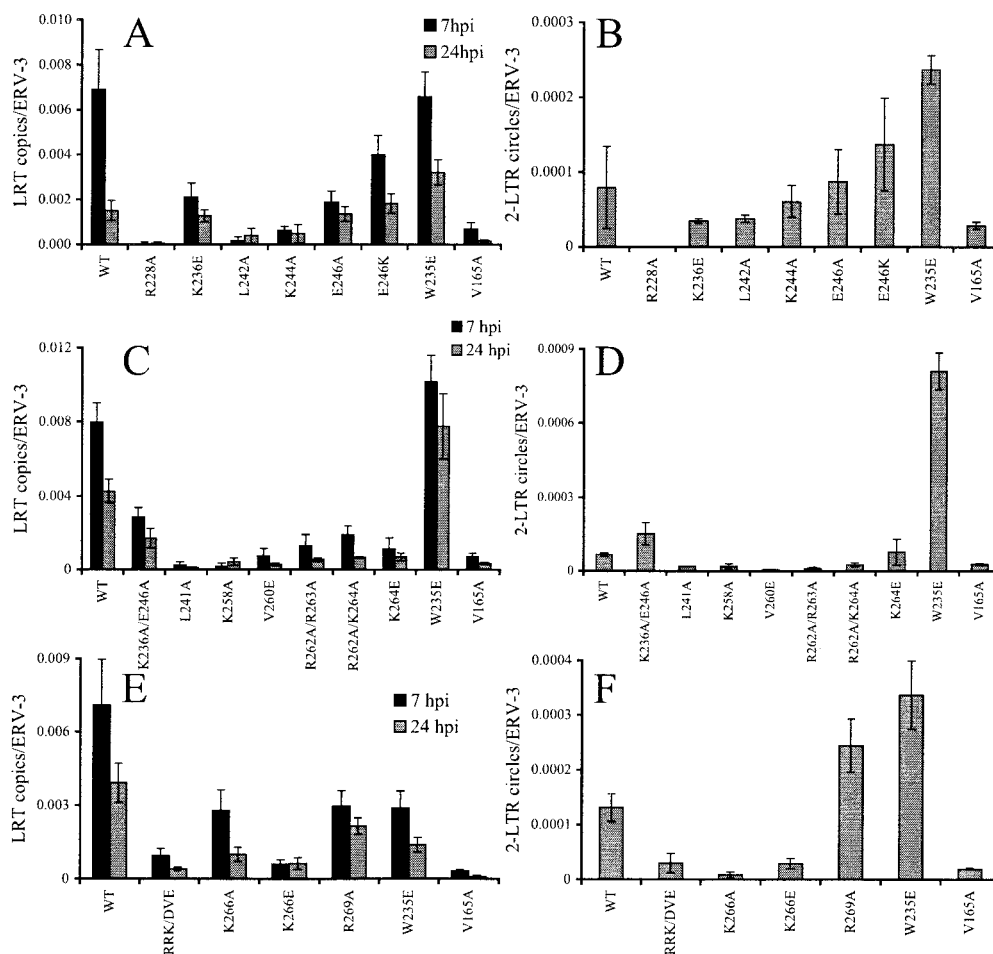 A
7hpi
24hpi
LRT copies/ERV-3
0.010
0.008
0.006
0.004
0.002
0.000
WT
R228A
K236E
L242A
K244A
E246A
E246K
W235E
V165A
B
2-LTR circles/ERV-3
0.0003
0.0002
0.0001
0
WT
R228A
K236E
L242A
K244A
E246A
E246K
W235E
V165A
C
7 hpi
24 hpi
LRT copies/ERV-3
0.012
0.008
0.004
0
WT
K236A/E246A
L241A
K258A
V260E
R262A/R263A
R262A/K264A
K264E
W235E
V165A
D
2-LTR circles/ERV-3
0.0009
0.0006
0.0003
0
WT
K236A/E246A
L241A
K258A
V260E
R262A/R263A
R262A/K264A
K264E
W235E
V165A
E
7 hpi
24 hpi
LRT copies/ERV-3
0.009
0.006
0.003
0
WT
RRK/DVE
K266A
K266E
R269A
W235E
V165A
F
2-LTR circles/ERV-3
0.0004
0.0003
0.0002
0.0001
0
WT
RRK/DVE
K266A
K266E
R269A
W235E
V165A